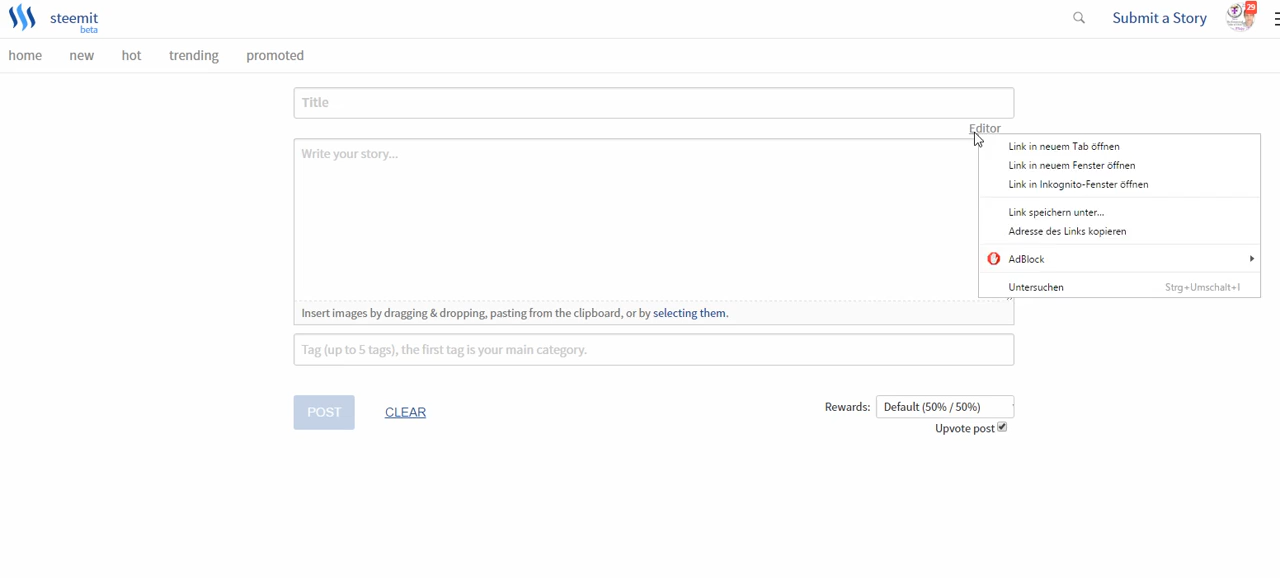 steemit
beta
Submit a Story
29
home new hot trending promoted
Title
Editor
Write your story...
Link in neuem Tab öffnen
Link in neuem Fenster öffnen
Link in Inkognito-Fenster öffnen
Link speichern unter...
Adresse des Links kopieren
AdBlock
Untersuchen Strg+Umschalt+I
Insert images by dragging & dropping, pasting from the clipboard, or by selecting them.
Tag (up to 5 tags), the first tag is your main category.
POST CLEAR
Rewards: Default (50% / 50%)
Upvote post